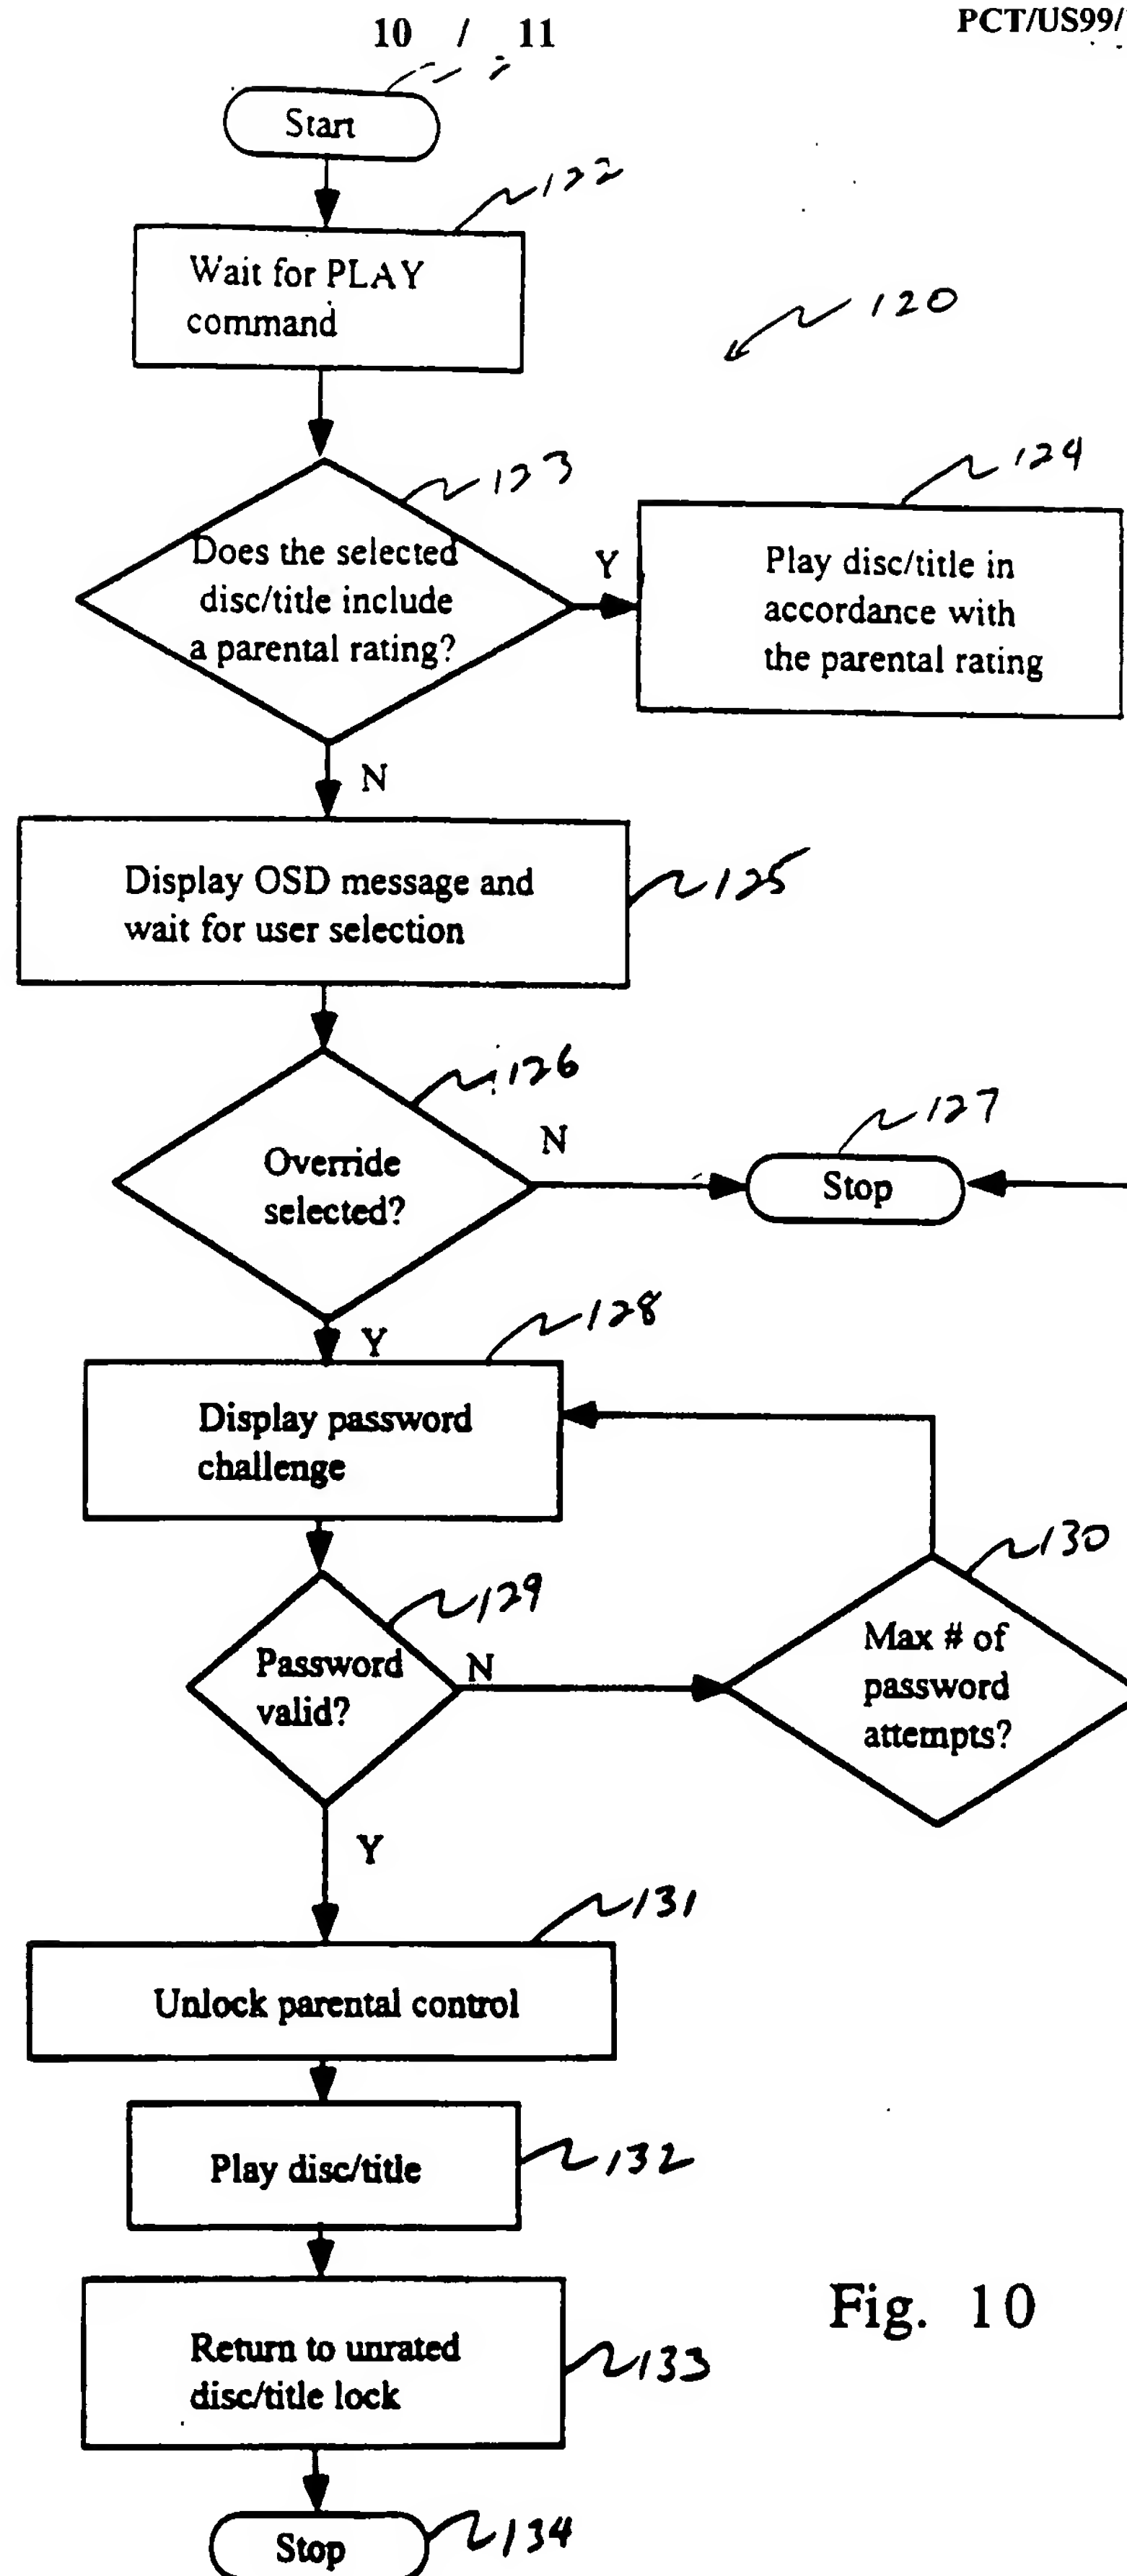 10 / 11
PCT/US99/
Start
122
Wait for PLAY
command
120
123
124
Does the selected
disc/title include
a parental rating?
Y
Play disc/title in
accordance with
the parental rating
N
Display OSD message and
wait for user selection
125
126
127
Override
selected?
N
Stop
Y
128
Display password
challenge
129
130
Password
valid?
N
Max # of
password
attempts?
Y
131
Unlock parental control
Play disc/title
132
Fig. 10
Return to unrated
disc/title lock
133
Stop
134